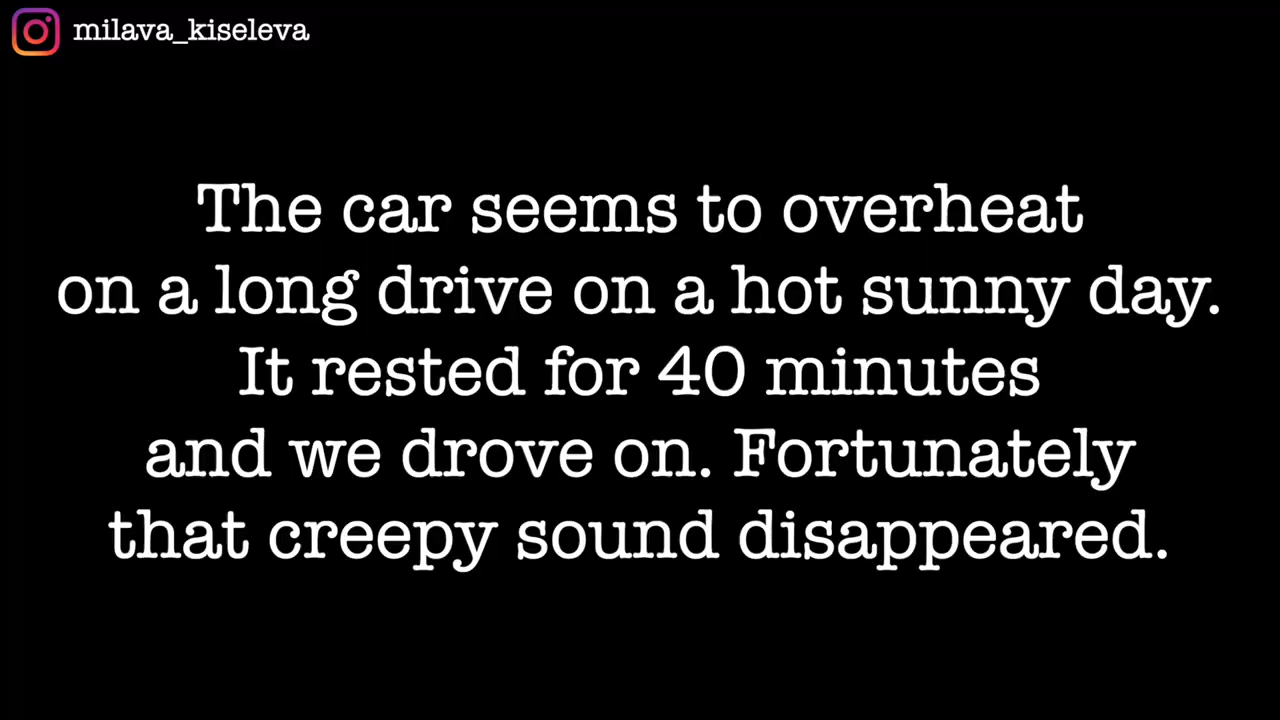 milava_kiseleva
The car seems to overheat
on a long drive on a hot sunny day.
It rested for 40 minutes
and we drove on. Fortunately
that creepy sound disappeared.